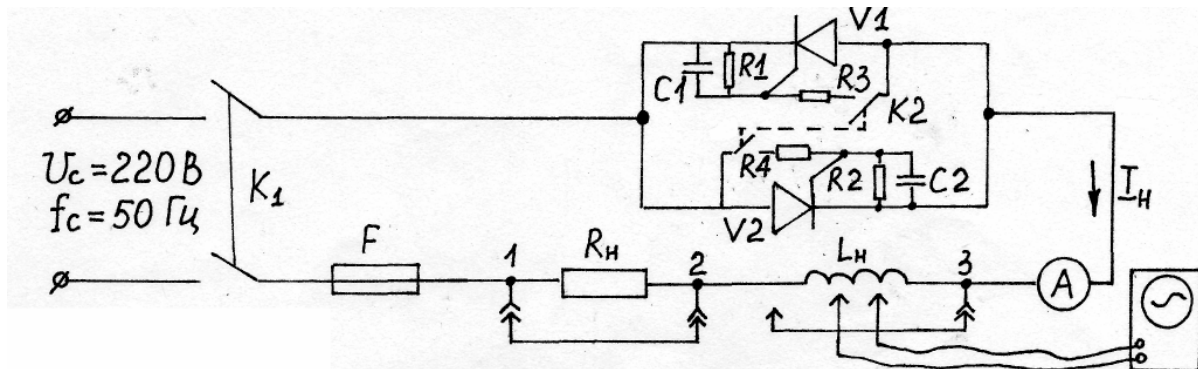 V1
C1 R1 R3 K2
R4 R2 C2
V2
Uc = 220 В
fc = 50 Гц
K1
F
1 Rн 2 Lн 3
A
Iн